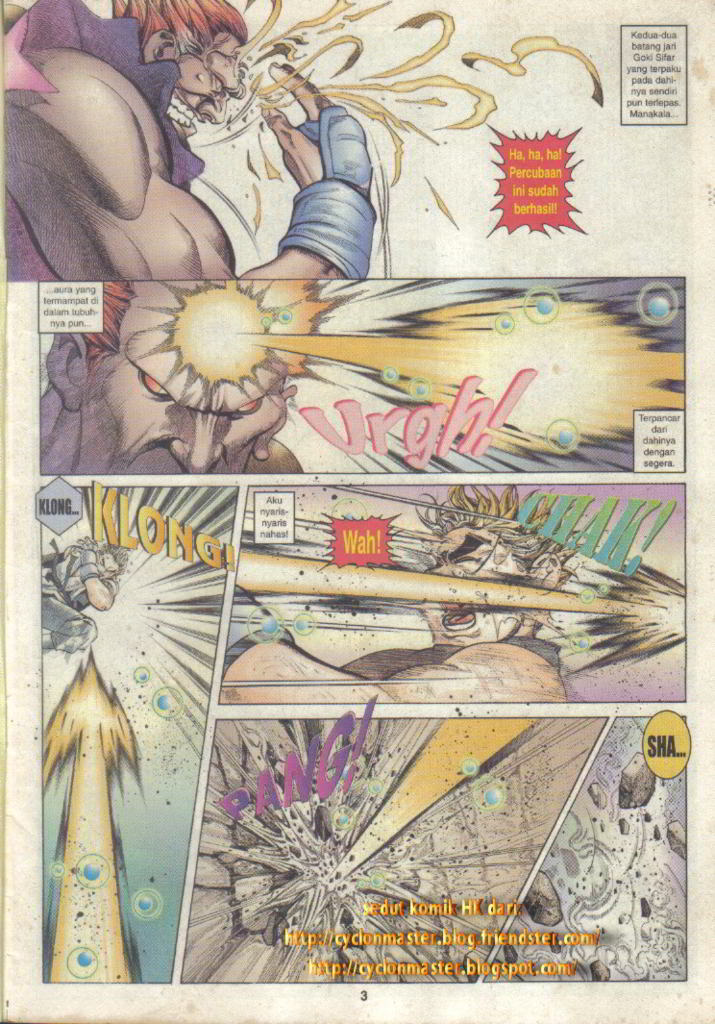 Kedua-dua
batang jari
Goki Sifar
yang terpaku
pada dahi-
nya sendiri
pun terlepas.
Manakala...
Ha, ha, ha!
Percubaan
ini sudah
berhasil!
...aura yang
termampat di
dalam tubuh-
nya pun...
Urgh!
Terpancar
dari
dahinya
dengan
segera.
KLONG...
KLONG!
Aku
nyaris-
nyaris
nahas!
Wah!
CHAK!
PANG!
SHA...
sedut komik HK dari:
http://cyclonmaster.blog.friendster.com/
http://cyclonmaster.blogspot.com/
3